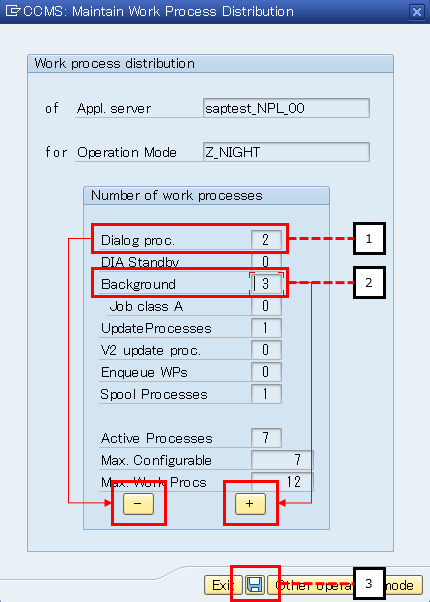 CCMS: Maintain Work Process Distribution
Work process distribution
of Appl. server saptest_NPL_00
for Operation Mode Z_NIGHT
Number of work processes
Dialog proc. 2 1
DIA Standby 0
Background 3 2
Job class A 0
UpdateProcesses 1
V2 update proc. 0
Enqueue WPs 0
Spool Processes 1
Active Processes 7
Max. Configurable 7
Max. Work Procs 12
- +
Exit Other operation mode 3